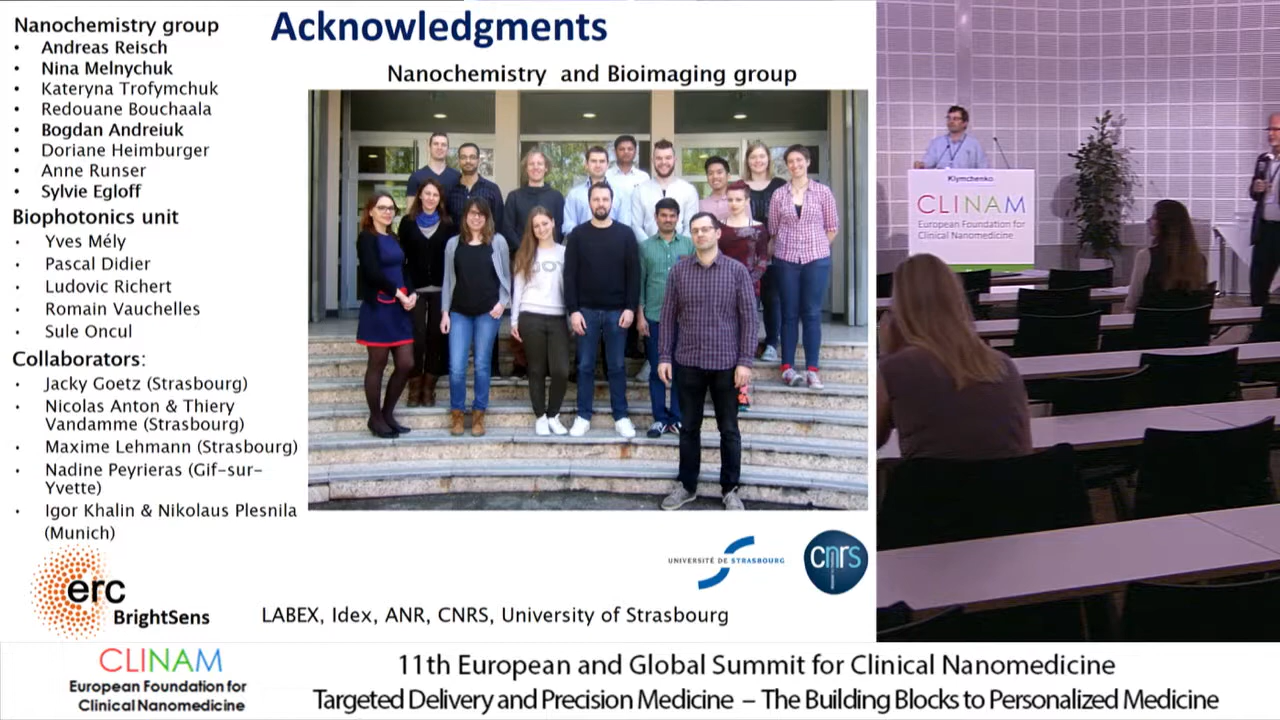 Acknowledgments
Nanochemistry group
• Andreas Reisch
• Nina Melnychuk
• Kateryna Trofymchuk
• Redouane Bouchaala
• Bogdan Andreiuk
• Doriane Heimburger
• Anne Runser
• Sylvie Egloff
Biophotonics unit
• Yves Mély
• Pascal Didier
• Ludovic Richert
• Romain Vauchelles
• Sule Oncul
Collaborators:
• Jacky Goetz (Strasbourg)
• Nicolas Anton & Thiery
Vandamme (Strasbourg)
• Maxime Lehmann (Strasbourg)
• Nadine Peyrieras (Gif-sur-
Yvette)
• Igor Khalin & Nikolaus Plesnila
(Munich)
Nanochemistry and Bioimaging group
erc
BrightSens
UNIVERSITÉ DE STRASBOURG
cnrs
LABEX, Idex, ANR, CNRS, University of Strasbourg
Klymchenko
CLINAM
European Foundation for
Clinical Nanomedicine
CLINAM
European Foundation for
Clinical Nanomedicine
11th European and Global Summit for Clinical Nanomedicine
Targeted Delivery and Precision Medicine – The Building Blocks to Personalized Medicine